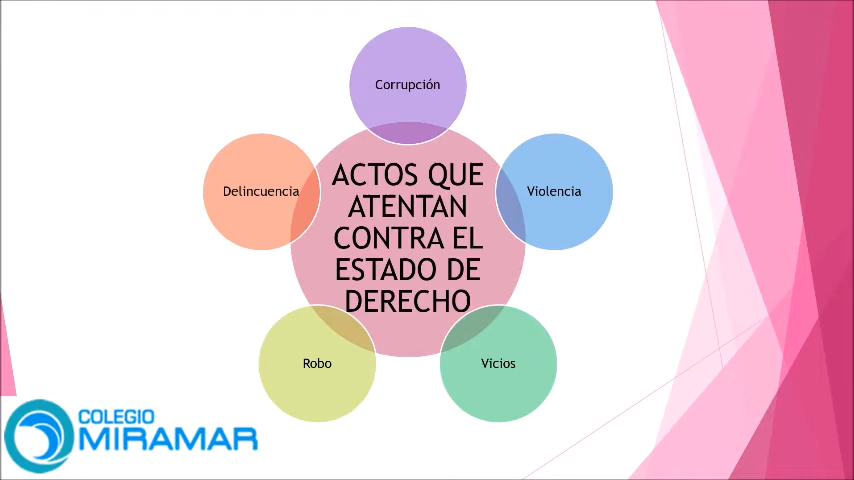 Corrupción
Delincuencia
ACTOS QUE
ATENTAN
CONTRA EL
ESTADO DE
DERECHO
Violencia
Robo
Vicios
COLEGIO
MIRAMAR